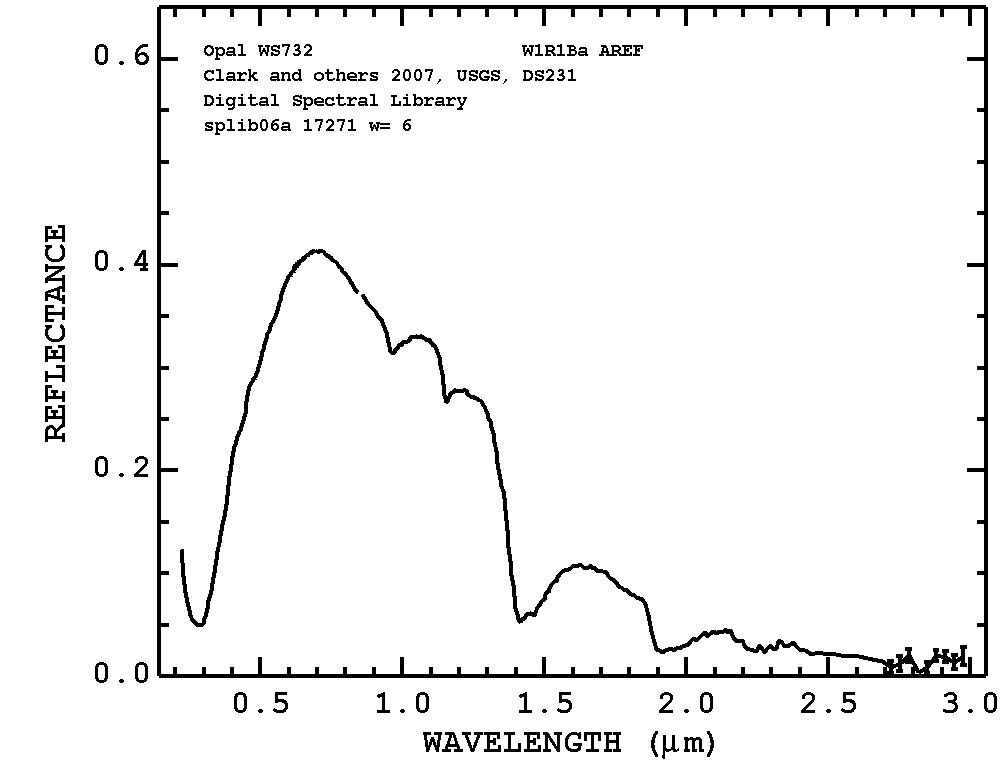 Opal WS732 W1R1Ba AREF
Clark and others 2007, USGS, DS231
Digital Spectral Library
splib06a 17271 w= 6
0.6
0.4
0.2
0.0
REFLECTANCE
0.5 1.0 1.5 2.0 2.5 3.0
WAVELENGTH (μm)